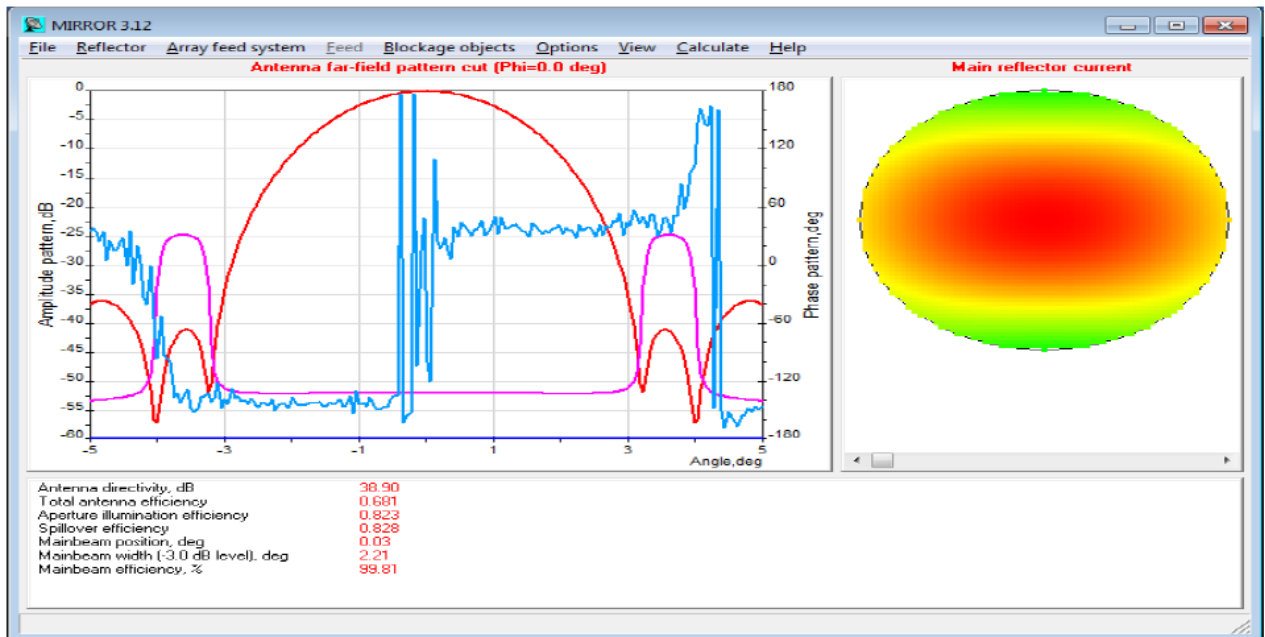 MIRROR 3.12
File Reflector Array feed system Feed Blockage objects Options View Calculate Help
Antenna far-field pattern cut (Phi=0.0 deg)
Main reflector current
0
-5
-10
-15
-20
-25
-30
-35
-40
-45
-50
-55
-60
Amplitude pattern,dB
180
120
60
0
-60
-120
-180
Phase pattern,deg
-5 -3 -1 1 3 5
Angle,deg
Antenna directivity, dB 38.90
Total antenna efficiency 0.681
Aperture illumination efficiency 0.823
Spillover efficiency 0.828
Mainbeam position, deg 0.03
Mainbeam width (-3.0 dB level), deg 2.21
Mainbeam efficiency, % 99.81